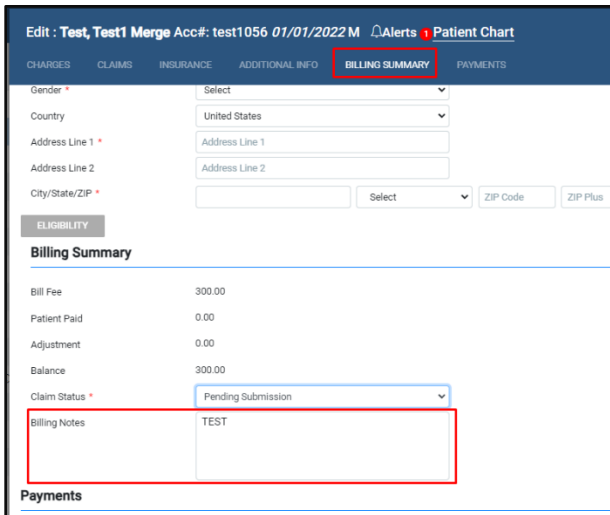 Edit : Test, Test1 Merge Acc#: test1056 01/01/2022 M Alerts 1 Patient Chart
CHARGES CLAIMS INSURANCE ADDITIONAL INFO BILLING SUMMARY PAYMENTS
Gender * Select
Country United States
Address Line 1 * Address Line 1
Address Line 2 Address Line 2
City/State/ZIP * Select ZIP Code ZIP Plus
ELIGIBILITY
Billing Summary
Bill Fee 300.00
Patient Paid 0.00
Adjustment 0.00
Balance 300.00
Claim Status * Pending Submission
Billing Notes TEST
Payments